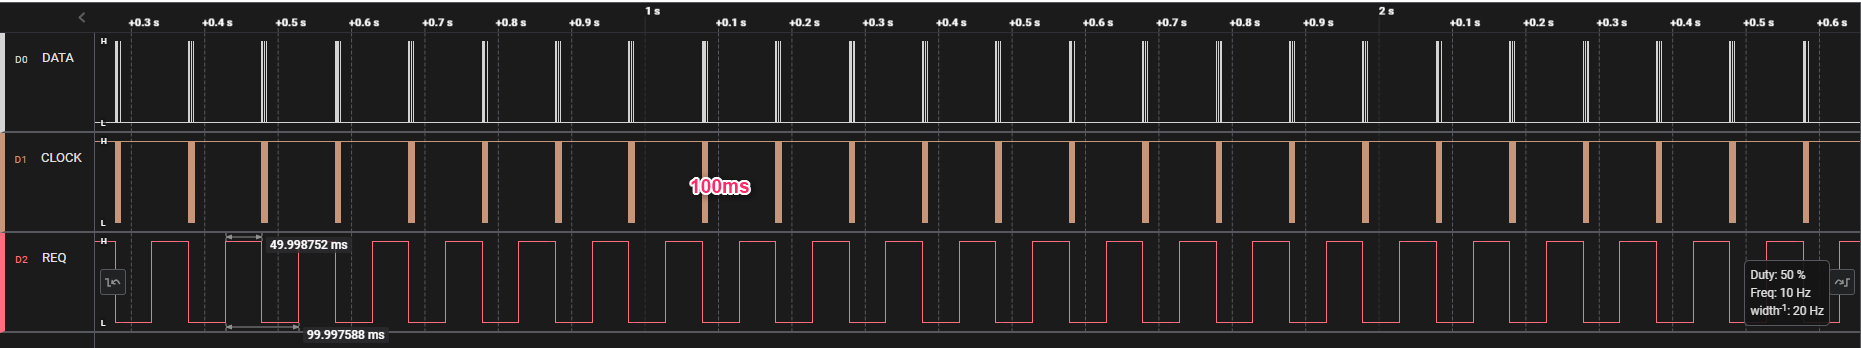 1 s 2 s
+0.3 s +0.4 s +0.5 s +0.6 s +0.7 s +0.8 s +0.9 s +0.1 s +0.2 s +0.3 s +0.4 s +0.5 s +0.6 s +0.7 s +0.8 s +0.9 s +0.1 s +0.2 s +0.3 s +0.4 s +0.5 s +0.6 s
H
D0 DATA
L
H
D1 CLOCK
100ms
L
H
49.998752 ms
D2 REQ
Duty: 50 %
Freq: 10 Hz
width-1: 20 Hz
L
99.997588 ms